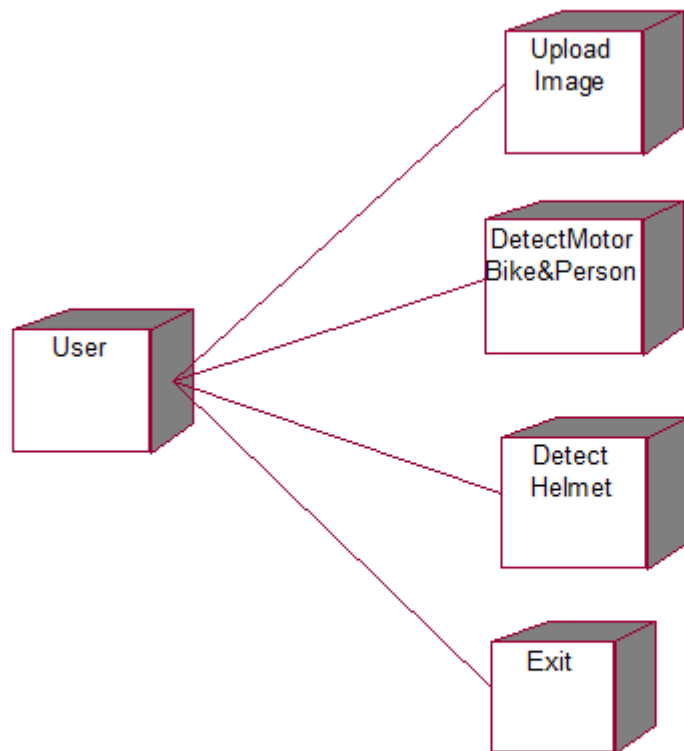 Upload
Image
DetectMotor
Bike&Person
User
Detect
Helmet
Exit